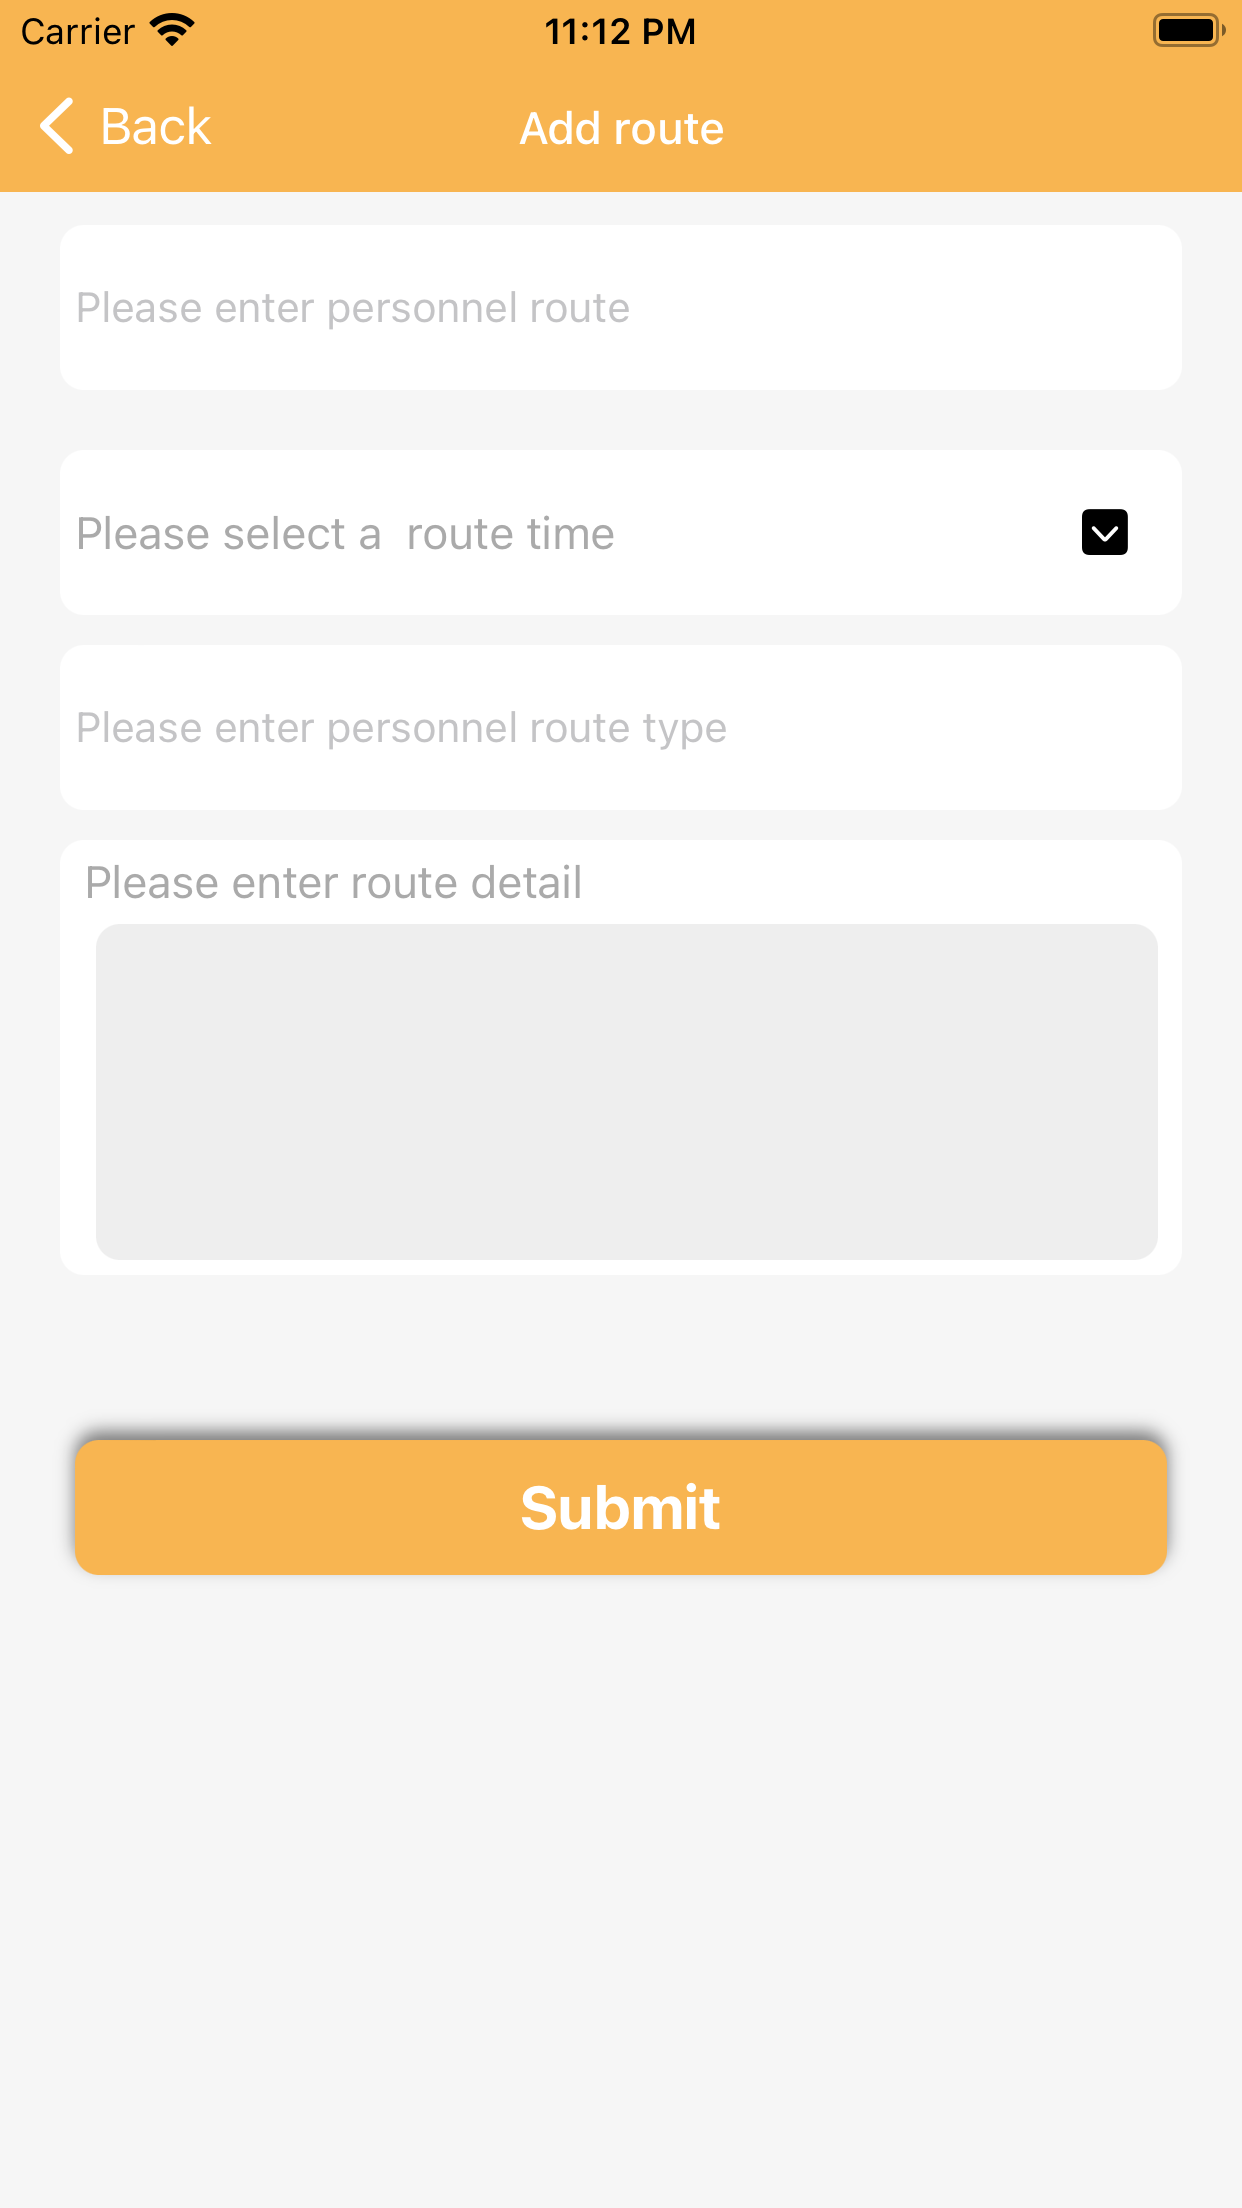 Carrier 11:12 PM
Back Add route
Please enter personnel route
Please select a  route time
Please enter personnel route type
Please enter route detail
Submit